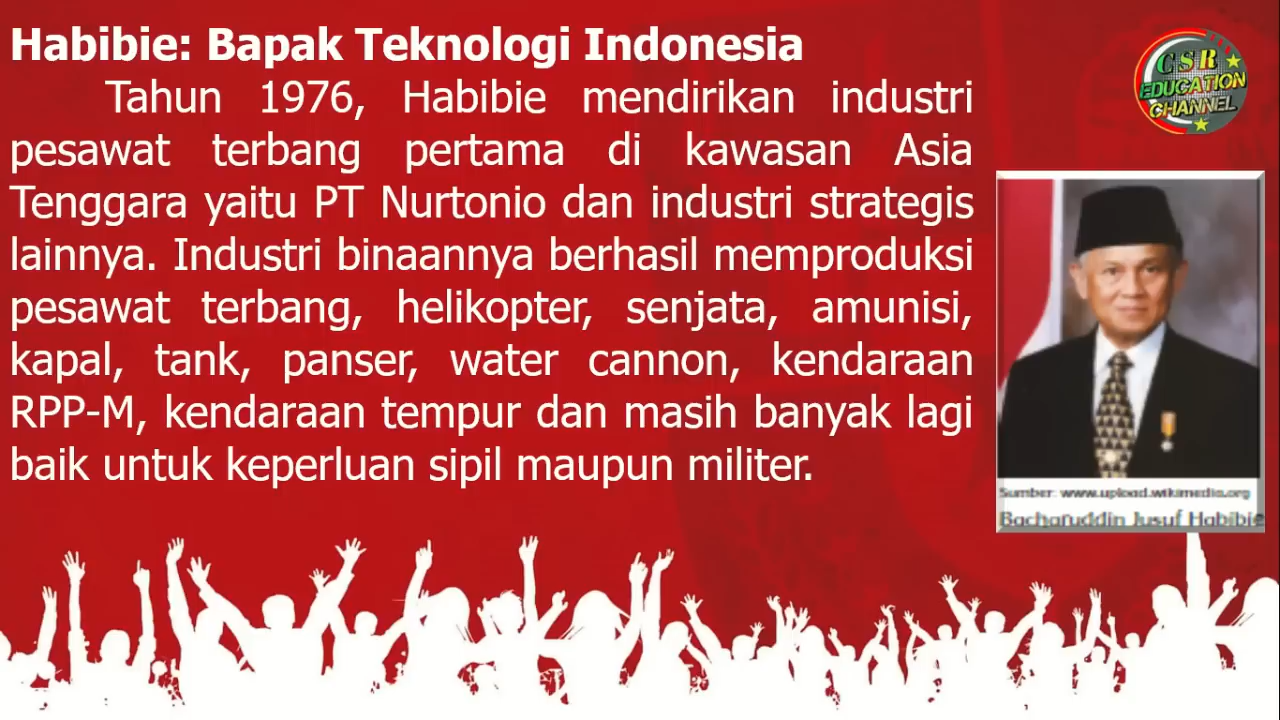 Habibie: Bapak Teknologi Indonesia
Tahun 1976, Habibie mendirikan industri
pesawat terbang pertama di kawasan Asia
Tenggara yaitu PT Nurtonio dan industri strategis
lainnya. Industri binaannya berhasil memproduksi
pesawat terbang, helikopter, senjata, amunisi,
kapal, tank, panser, water cannon, kendaraan
RPP-M, kendaraan tempur dan masih banyak lagi
baik untuk keperluan sipil maupun militer.
CSR
EDUCATION
CHANNEL
Sumber: www.upload.wikimedia.org
Bacharuddin Jusuf Habibie